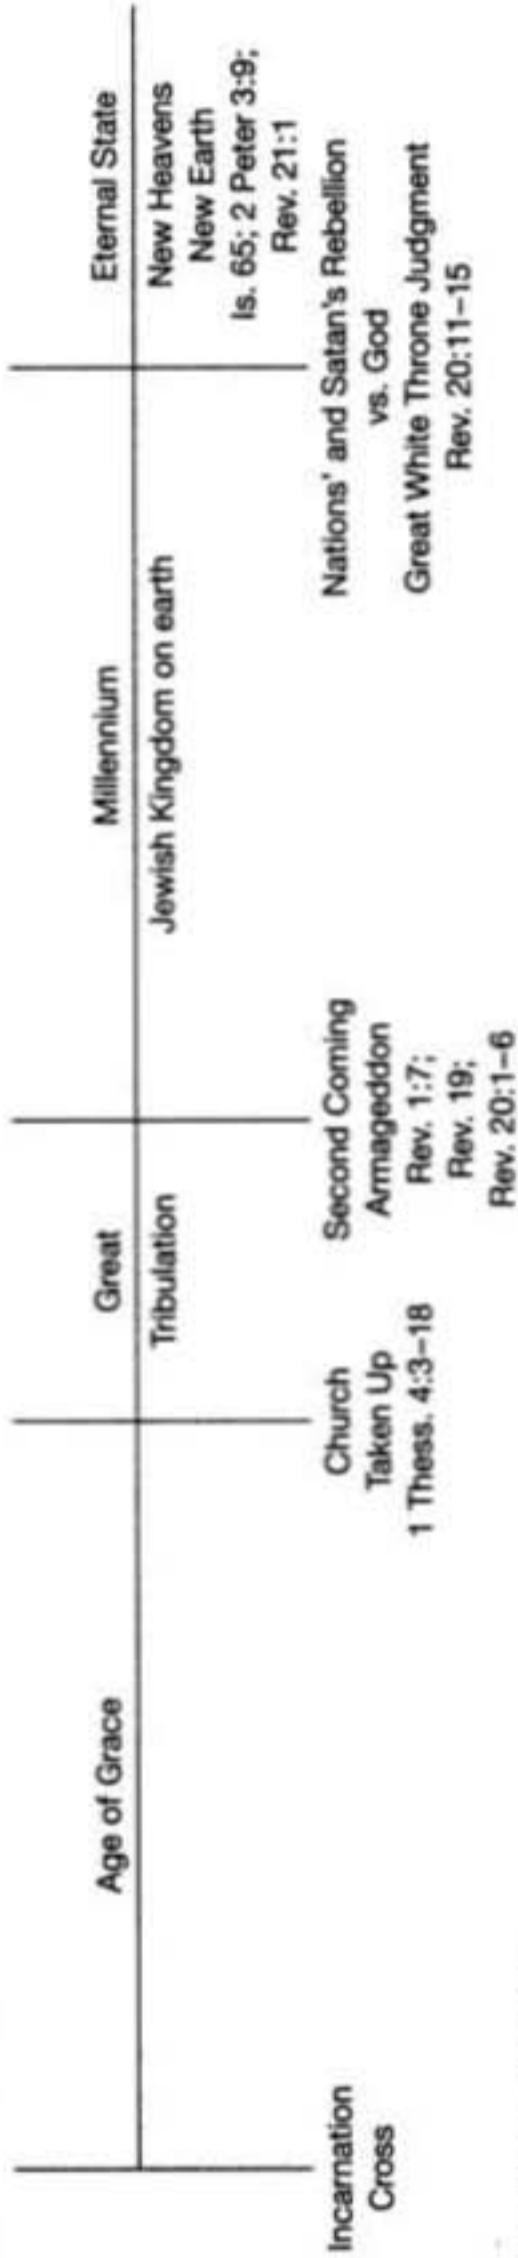 Age of Grace
Great
Tribulation
Millennium
Jewish Kingdom on earth
Eternal State
New Heavens
New Earth
Is. 65; 2 Peter 3:9;
Rev. 21:1
Incarnation
Cross
Church
Taken Up
1 Thess. 4:3–18
Second Coming
Armageddon
Rev. 1:7;
Rev. 19;
Rev. 20:1–6
Nations' and Satan's Rebellion
vs. God
Great White Throne Judgment
Rev. 20:11–15